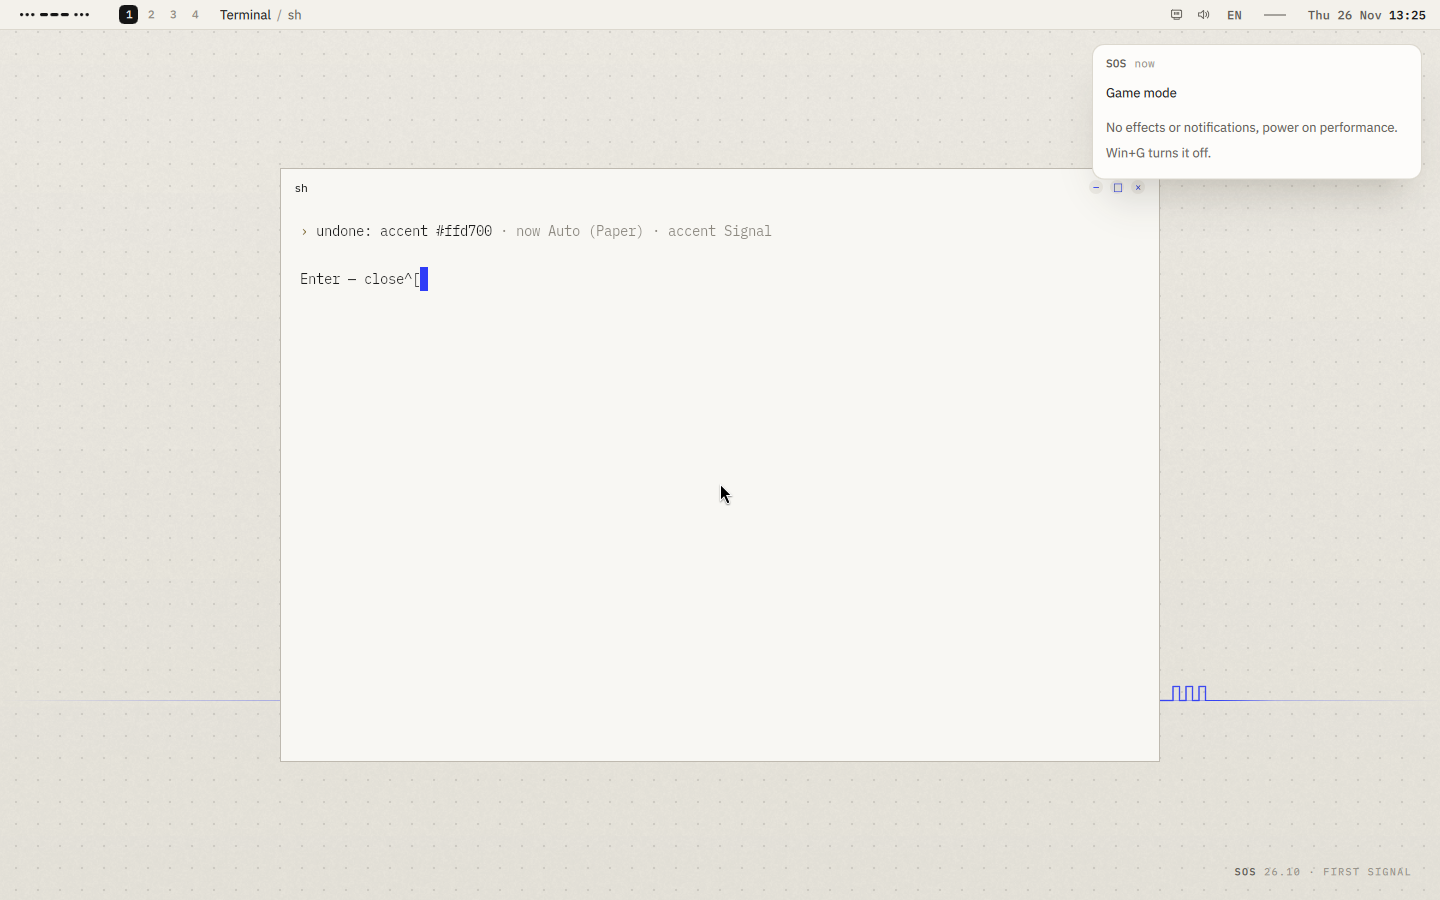 1 2 3 4 Terminal / sh EN Thu 26 Nov 13:25
SOS now
Game mode
No effects or notifications, power on performance.
Win+G turns it off.
sh
› undone: accent #ffd700 · now Auto (Paper) · accent Signal
Enter — close^[
SOS 26.10 · FIRST SIGNAL